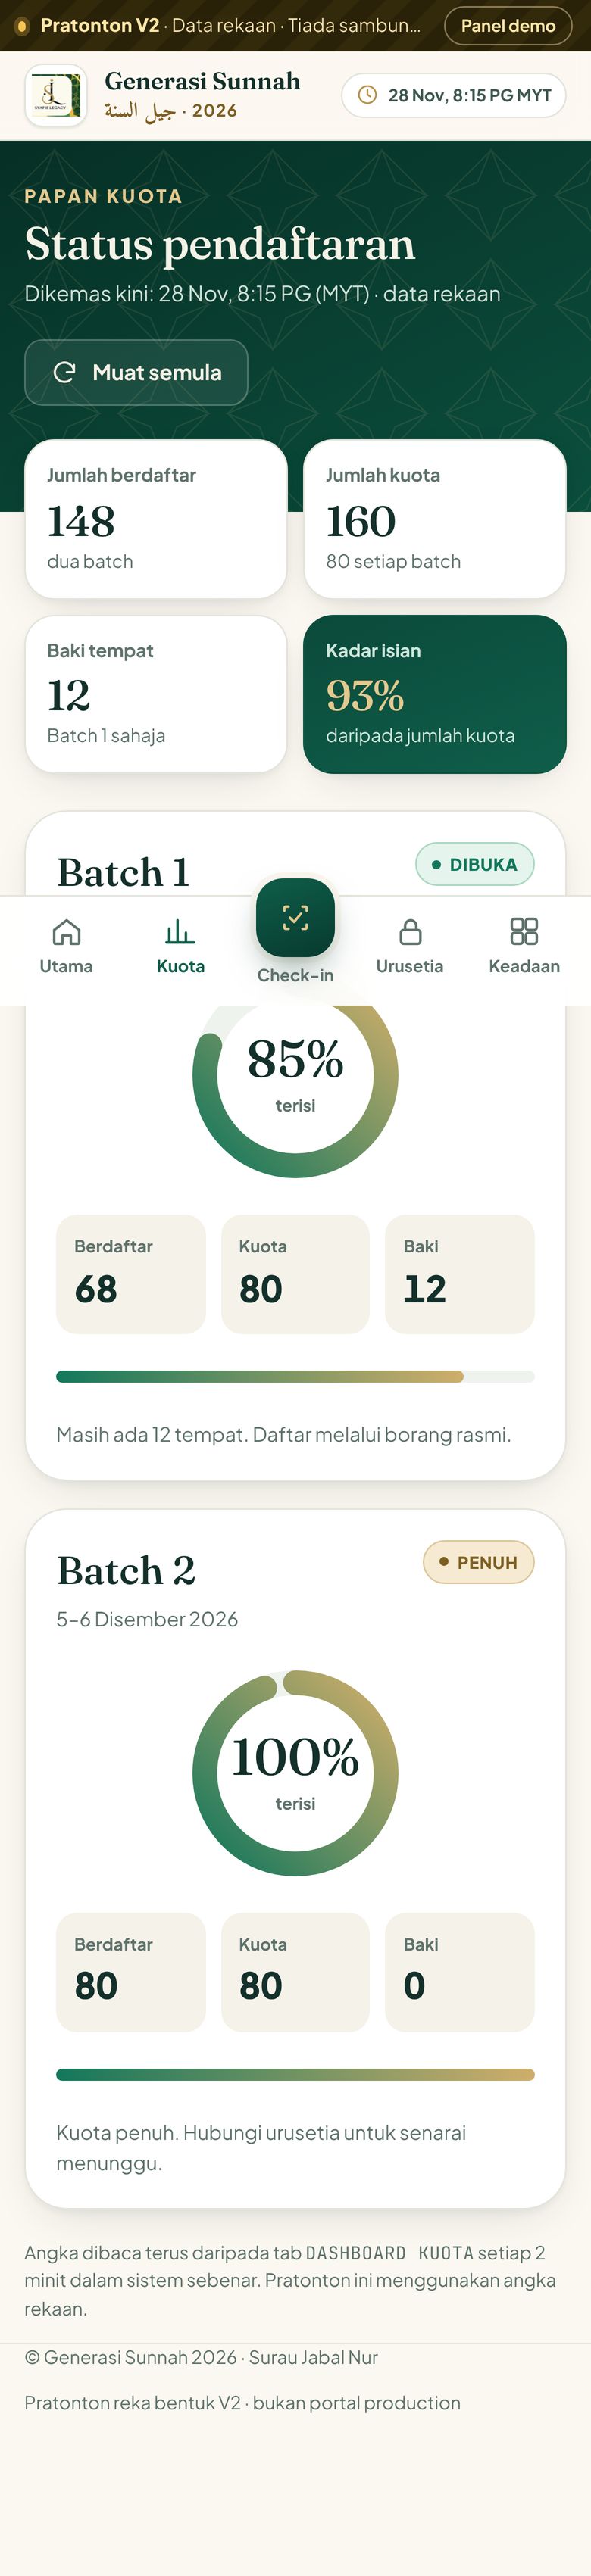 Pratonton V2 · Data rekaan · Tiada sambun…
Panel demo
Generasi Sunnah
جيل السنة · 2026
28 Nov, 8:15 PG MYT
PAPAN KUOTA
Status pendaftaran
Dikemas kini: 28 Nov, 8:15 PG (MYT) · data rekaan
Muat semula
Jumlah berdaftar
148
dua batch
Jumlah kuota
160
80 setiap batch
Baki tempat
12
Batch 1 sahaja
Kadar isian
93%
daripada jumlah kuota
Batch 1
DIBUKA
Utama
Kuota
Check-in
Urusetia
Keadaan
85%
terisi
Berdaftar
68
Kuota
80
Baki
12
Masih ada 12 tempat. Daftar melalui borang rasmi.
Batch 2
PENUH
5–6 Disember 2026
100%
terisi
Berdaftar
80
Kuota
80
Baki
0
Kuota penuh. Hubungi urusetia untuk senarai
menunggu.
Angka dibaca terus daripada tab DASHBOARD KUOTA setiap 2
minit dalam sistem sebenar. Pratonton ini menggunakan angka
rekaan.
© Generasi Sunnah 2026 · Surau Jabal Nur
Pratonton reka bentuk V2 · bukan portal production